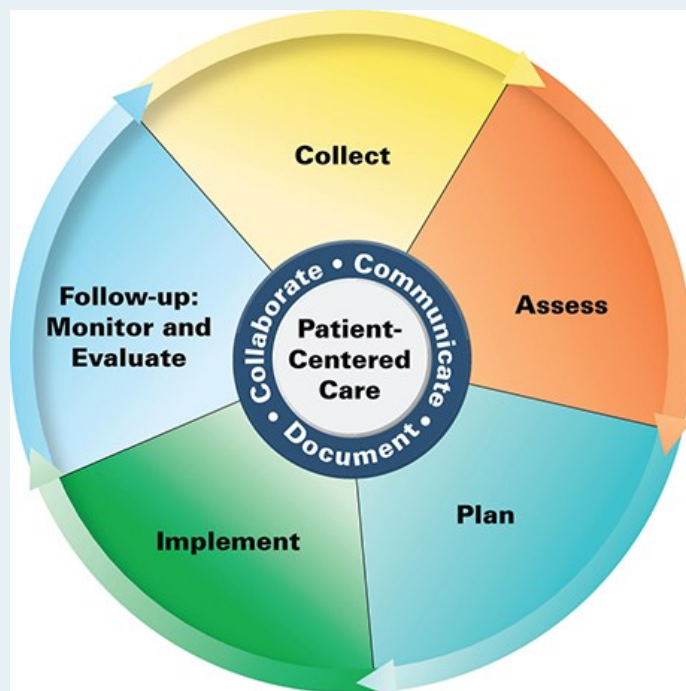 Collect
Assess
Plan
Implement
Follow-up:
Monitor and
Evaluate
Collaborate • Communicate • Document •
Patient-
Centered
Care